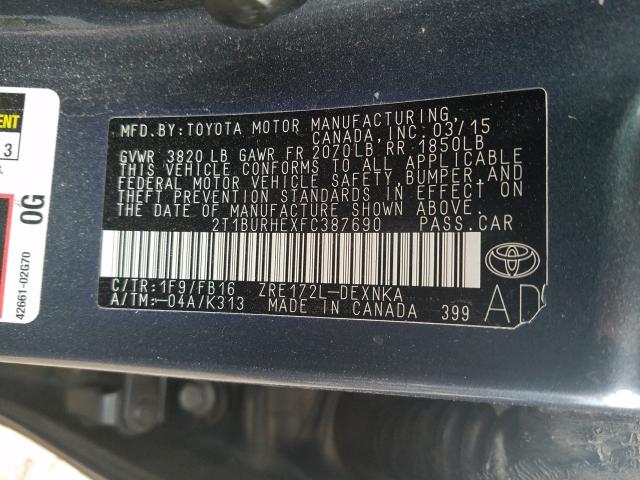 ENT
3
0G
42661-02G70
MFD.BY:TOYOTA MOTOR MANUFACTURING,
CANADA, INC. 03/15
GVWR 3820 LB GAWR FR 2070LB RR 1850LB
THIS VEHICLE CONFORMS TO ALL APPLICABLE
FEDERAL MOTOR VEHICLE SAFETY, BUMPER AND
THEFT PREVENTION STANDARDS IN EFFECT ON
THE DATE OF MANUFACTURE SHOWN ABOVE.
2T1BURHEXFC387690 PASS.CAR
C/TR:1F9/FB16 ZRE172L-DEXNKA
A/TM:-04A/K313 MADE IN CANADA 399
AD